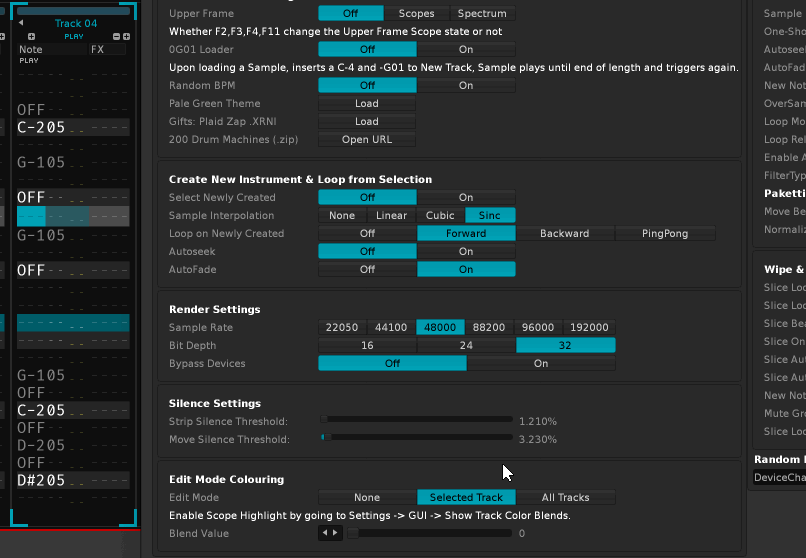 Track 04
PLAY
Note FX
PLAY
OFF
C-205
G-105
OFF
G-105
OFF
G-105
OFF
C-205
OFF
D-205
OFF
D#205
Upper Frame Off Scopes Spectrum
Whether F2,F3,F4,F11 change the Upper Frame Scope state or not
0G01 Loader Off On
Upon loading a Sample, inserts a C-4 and -G01 to New Track, Sample plays until end of length and triggers again.
Random BPM Off On
Pale Green Theme Load
Gifts: Plaid Zap .XRNI Load
200 Drum Machines (.zip) Open URL
Create New Instrument & Loop from Selection
Select Newly Created Off On
Sample Interpolation None Linear Cubic Sinc
Loop on Newly Created Off Forward Backward PingPong
Autoseek Off On
AutoFade Off On
Render Settings
Sample Rate 22050 44100 48000 88200 96000 192000
Bit Depth 16 24 32
Bypass Devices Off On
Silence Settings
Strip Silence Threshold: 1.210%
Move Silence Threshold: 3.230%
Edit Mode Colouring
Edit Mode None Selected Track All Tracks
Enable Scope Highlight by going to Settings -> GUI -> Show Track Color Blends.
Blend Value 0
Sample
One-Sho
Autoseek
AutoFad
New Not
OverSam
Loop Mo
Loop Rel
Enable A
FilterTyp
Paketti
Move Be
Normaliz
Wipe &
Slice Loo
Slice Loo
Slice Bea
Slice On
Slice Aut
Slice Aut
New Not
Mute Gr
Slice Loo
Random
DeviceCha